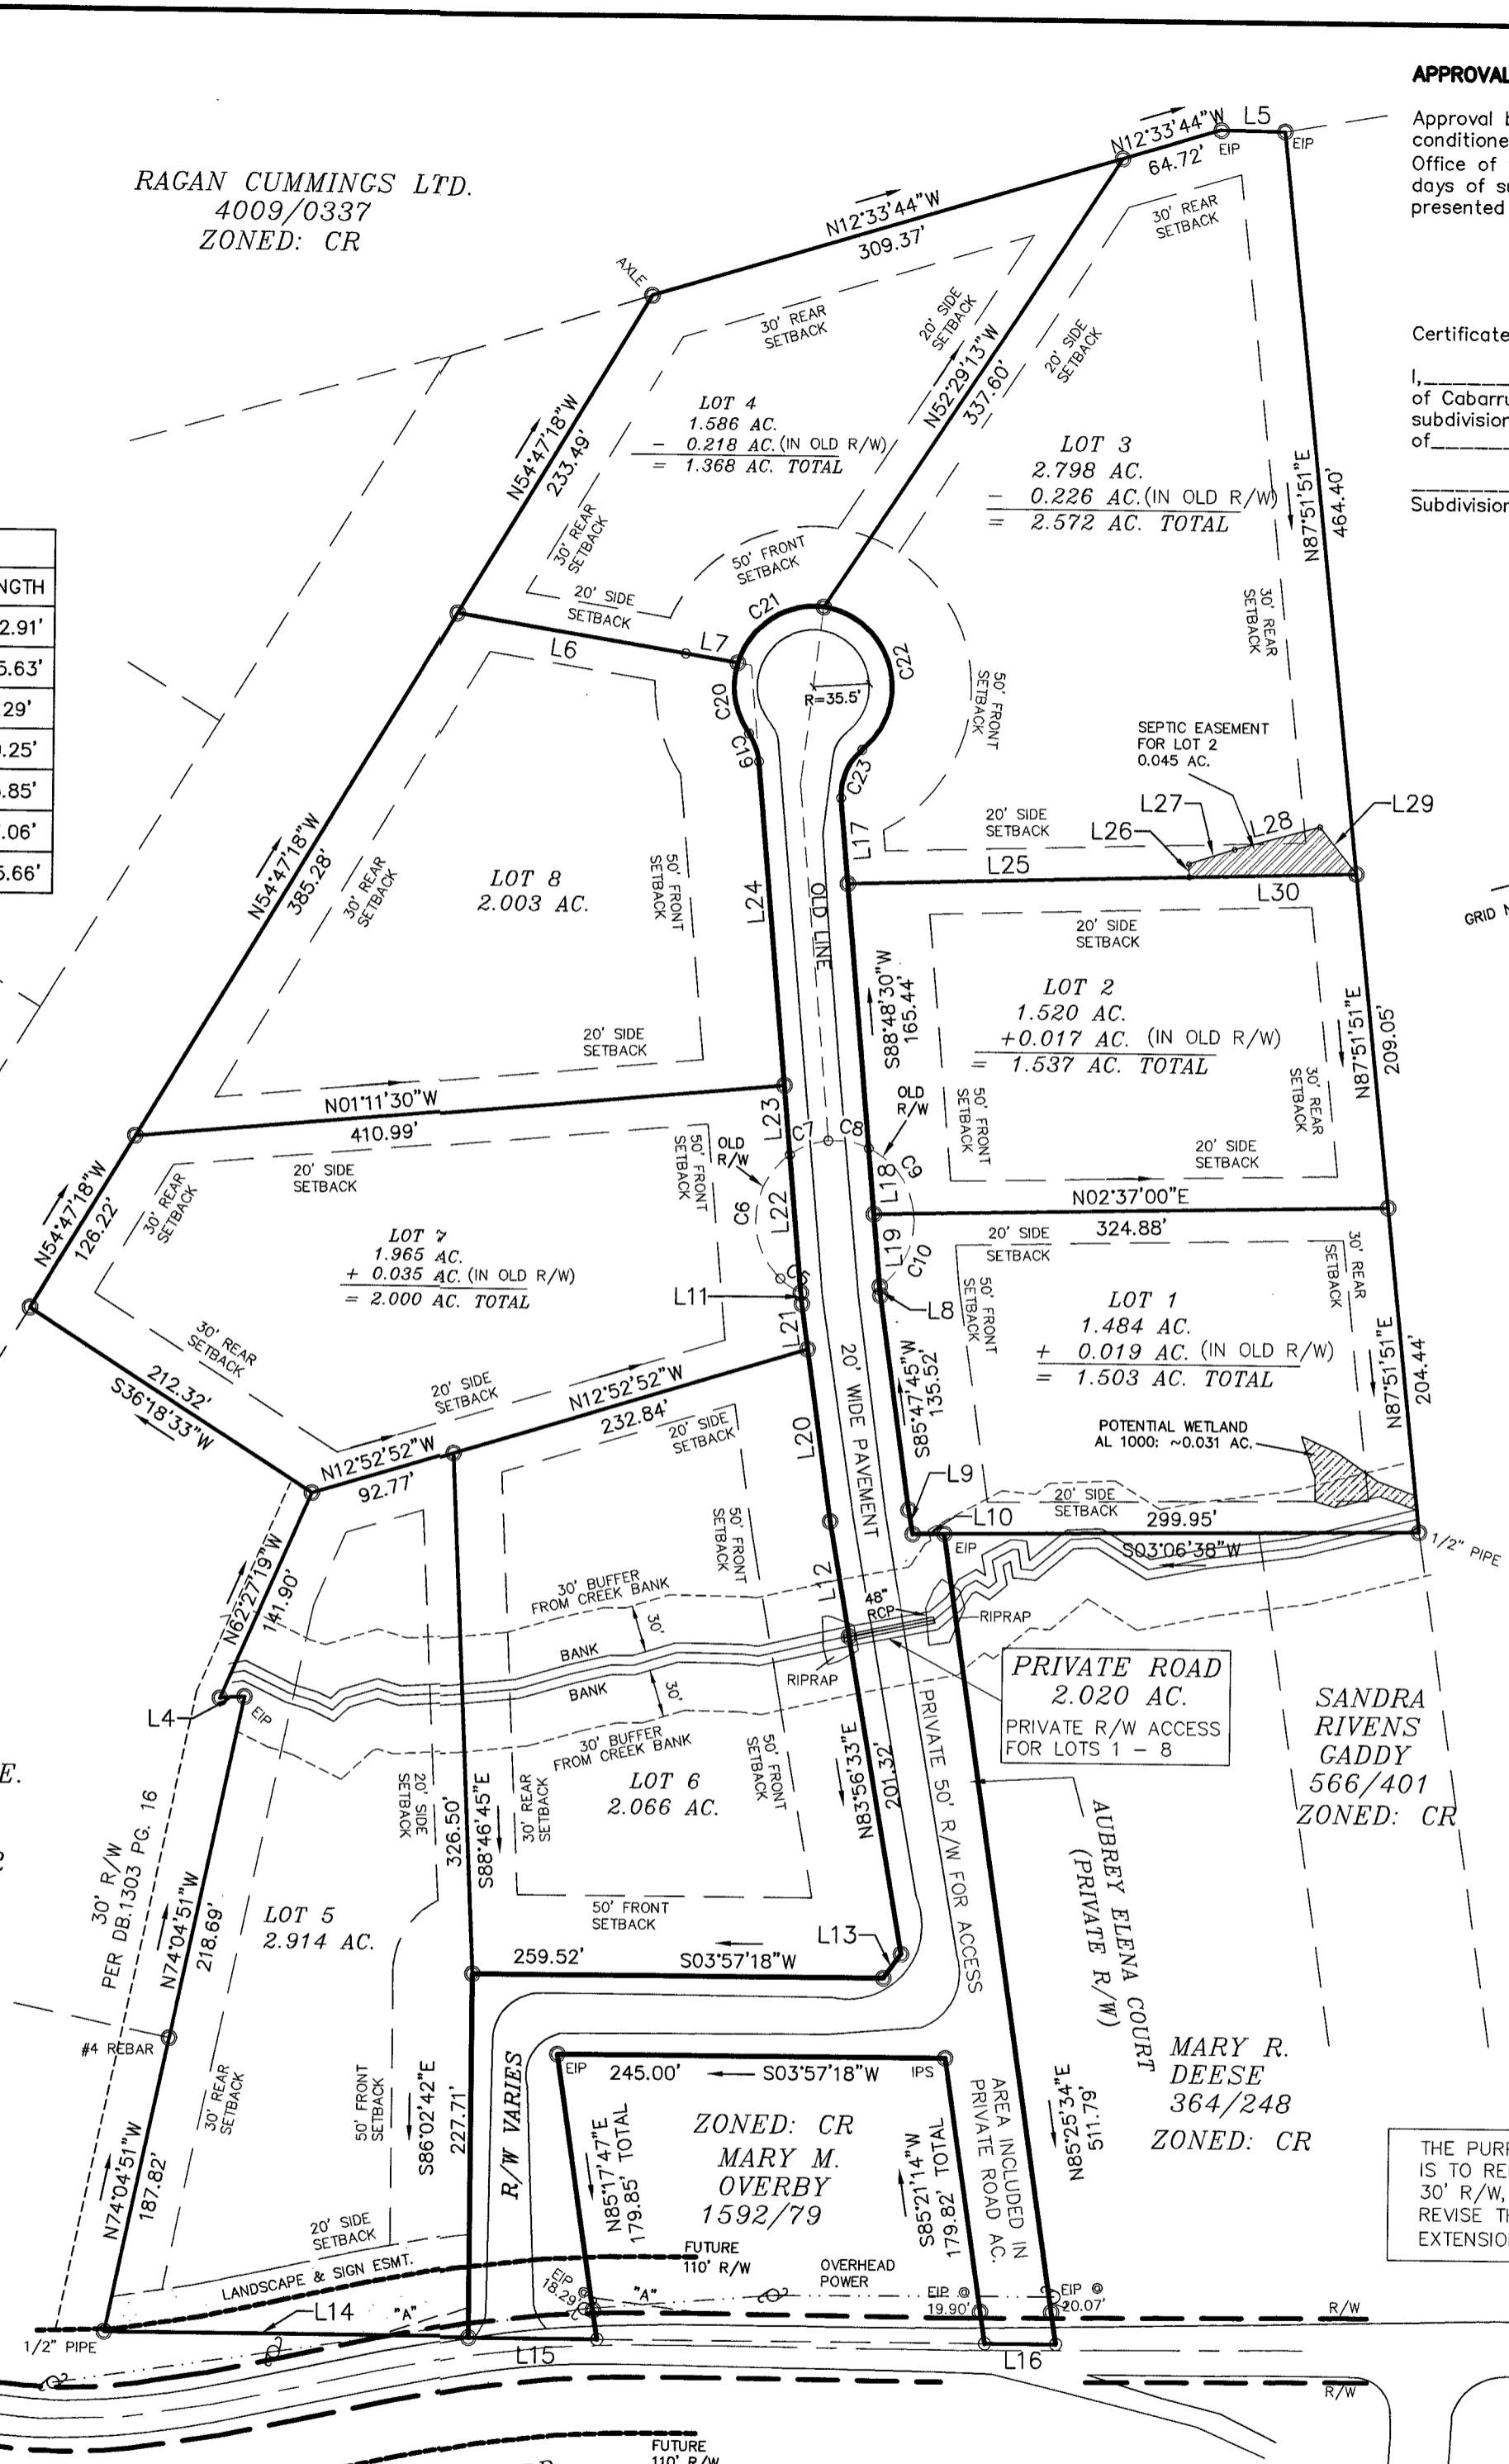 APPROVAL
Approval b
conditione
Office of
days of su
presented
Certificate
I,_______
of Cabarru
subdivision
of_______
Subdivision
RAGAN CUMMINGS LTD.
4009/0337
ZONED: CR
N12°33'44"W
64.72'
L5
EIP
EIP
N12°33'44"W
309.37'
AXLE
30' REAR
SETBACK
30' REAR
SETBACK
20' SIDE
SETBACK
N52°29'13"W
337.60'
20' SIDE
SETBACK
N54°47'18"W
233.49'
LOT 4
1.586 AC.
- 0.218 AC. (IN OLD R/W)
= 1.368 AC. TOTAL
LOT 3
2.798 AC.
- 0.226 AC. (IN OLD R/W)
= 2.572 AC. TOTAL
N87°51'51"E
464.40'
30' REAR
SETBACK
50' FRONT
SETBACK
20' SIDE
SETBACK
NGTH
2.91'
5.63'
.29'
.25'
.85'
.06'
5.66'
L6
L7
C21
C22
C20
C19
R=35.5'
C23
50' FRONT
SETBACK
30' REAR
SETBACK
SEPTIC EASEMENT
FOR LOT 2
0.045 AC.
L27
L28
L29
L26
20' SIDE
SETBACK
L17
L25
L30
GRID N
N54°47'18"W
385.28'
30' REAR
SETBACK
LOT 8
2.003 AC.
50' FRONT
SETBACK
L24
OLD LINE
20' SIDE
SETBACK
S88°48'30"W
165.44'
LOT 2
1.520 AC.
+0.017 AC. (IN OLD R/W)
= 1.537 AC. TOTAL
N87°51'51"E
209.05'
20' SIDE
SETBACK
OLD
R/W
50' FRONT
SETBACK
30' REAR
SETBACK
N01°11'30"W
410.99'
L23
C7
C8
C9
20' SIDE
SETBACK
20' SIDE
SETBACK
50' FRONT
SETBACK
OLD
R/W
L18
N02°37'00"E
324.88'
N54°47'18"W
126.22'
30' REAR
SETBACK
LOT 7
1.965 AC.
+ 0.035 AC. (IN OLD R/W)
= 2.000 AC. TOTAL
C6
L22
L19
C10
L11
L8
L21
20' SIDE
SETBACK
30' REAR
SETBACK
50' FRONT
SETBACK
LOT 1
1.484 AC.
+ 0.019 AC. (IN OLD R/W)
= 1.503 AC. TOTAL
N87°51'51"E
204.44'
212.32'
S36°18'33"W
30' REAR
SETBACK
20' SIDE
SETBACK
N12°52'52"W
232.84'
20' WIDE PAVEMENT
S85°47'45"W
135.52'
POTENTIAL WETLAND
AL 1000: ~0.031 AC.
N12°52'52"W
92.77'
20' SIDE
SETBACK
L20
L9
L10
20' SIDE
SETBACK
299.95'
EIP
S03°06'38"W
1/2" PIPE
50' FRONT
SETBACK
N62°27'19"W
141.90'
30' BUFFER
FROM CREEK BANK
30'
L12
48"
RCP
RIPRAP
BANK
BANK
30'
RIPRAP
L4
EIP
30' BUFFER
FROM CREEK BANK
PRIVATE ROAD
2.020 AC.
PRIVATE R/W ACCESS
FOR LOTS 1 - 8
SANDRA
RIVENS
GADDY
566/401
ZONED: CR
E.
20' SIDE
SETBACK
326.50'
S88°46'45"E
30' REAR
SETBACK
LOT 6
2.066 AC.
50' FRONT
SETBACK
N83°56'33"E
201.32'
PRIVATE 50' R/W FOR ACCESS
AUBREY ELENA COURT
(PRIVATE R/W)
30' R/W
PER DB.1303 PG. 16
N74°04'51"W
218.69'
LOT 5
2.914 AC.
50' FRONT
SETBACK
L13
259.52'
S03°57'18"W
#4 REBAR
30' REAR
SETBACK
50' FRONT
SETBACK
S86°02'42"E
227.71'
R/W VARIES
EIP
245.00'
S03°57'18"W
IPS
ZONED: CR
MARY M.
OVERBY
1592/79
N85°17'47"E
179.85' TOTAL
S85°21'14"W
179.82' TOTAL
AREA INCLUDED IN
PRIVATE ROAD AC.
N85°25'34"E
511.79'
MARY R.
DEESE
364/248
ZONED: CR
THE PURP
IS TO RE
30' R/W,
REVISE TH
EXTENSION
N74°04'51"W
187.82'
20' SIDE
SETBACK
LANDSCAPE & SIGN ESMT.
FUTURE
110' R/W
OVERHEAD
POWER
EIP @
18.29'
"A"
EIP @
19.90'
EIP @
20.07'
R/W
1/2" PIPE
L14
"A"
L15
L16
R/W
FUTURE
110' R/W